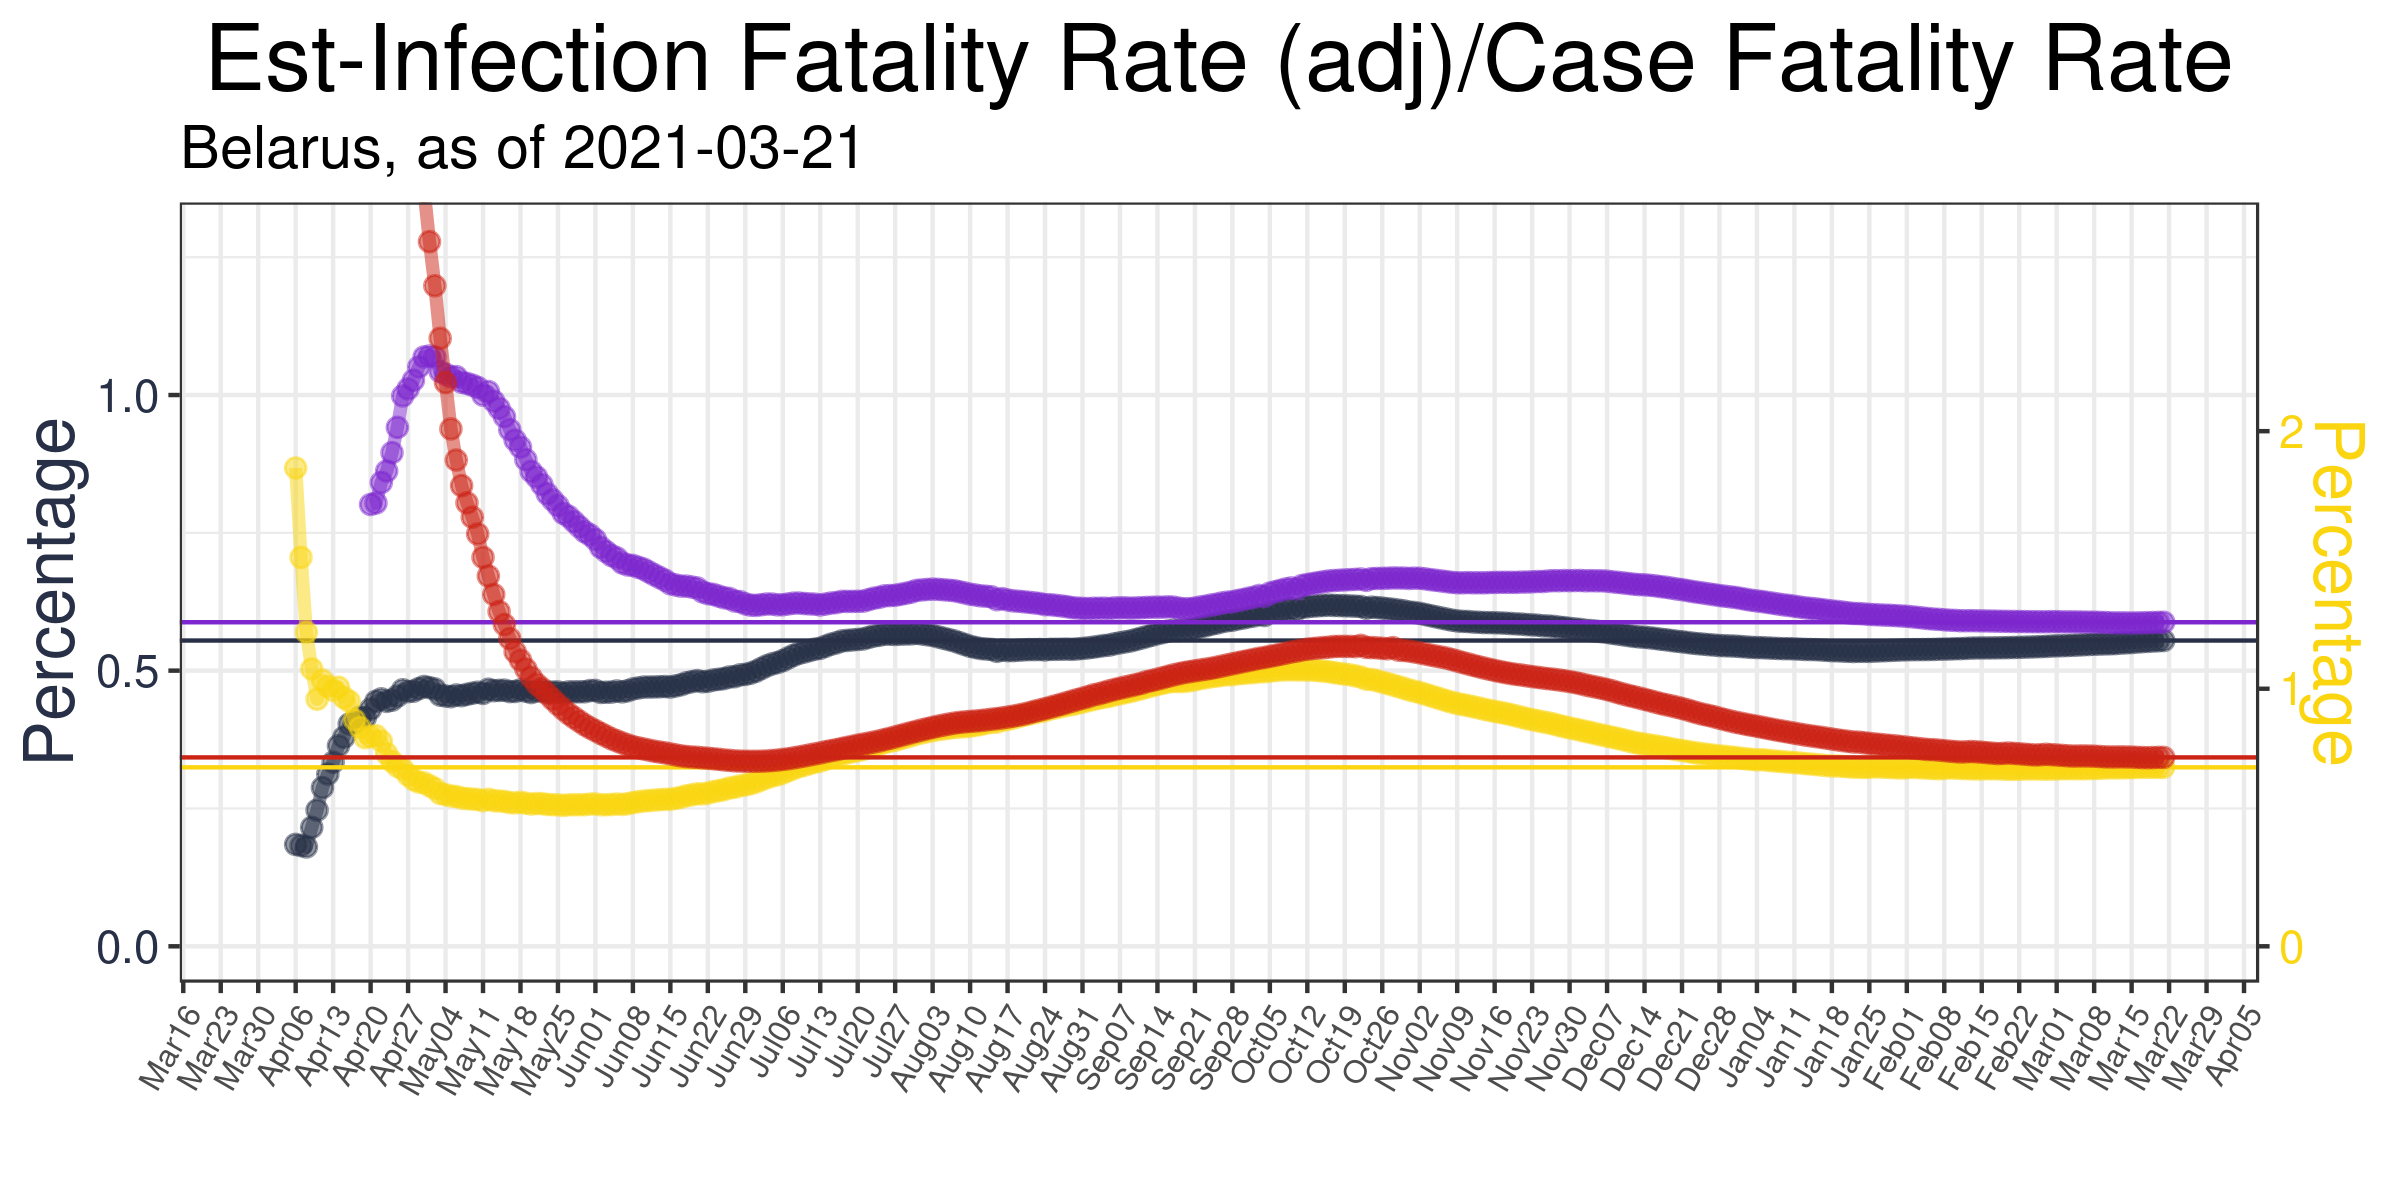 Est-Infection Fatality Rate (adj)/Case Fatality Rate
Belarus, as of 2021-03-21
Percentage
1.0
0.5
0.0
2
1
0
Percentage
Mar16 Mar23 Mar30 Apr06 Apr13 Apr20 Apr27 May04 May11 May18 May25 Jun01 Jun08 Jun15 Jun22 Jun29 Jul06 Jul13 Jul20 Jul27 Aug03 Aug10 Aug17 Aug24 Aug31 Sep07 Sep14 Sep21 Sep28 Oct05 Oct12 Oct19 Oct26 Nov02 Nov09 Nov16 Nov23 Nov30 Dec07 Dec14 Dec21 Dec28 Jan04 Jan11 Jan18 Jan25 Feb01 Feb08 Feb15 Feb22 Mar01 Mar08 Mar15 Mar22 Mar29 Apr05